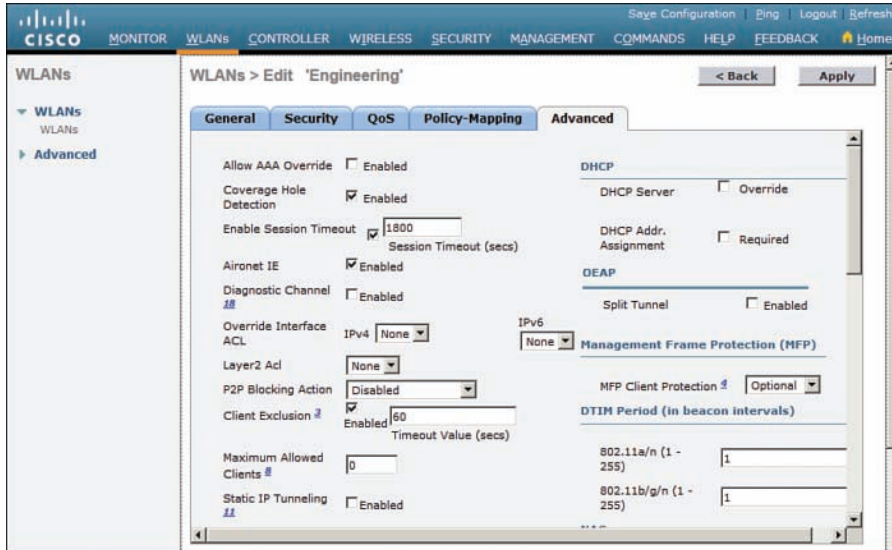 Save Configuration | Ping | Logout | Refresh
CISCO MONITOR WLANs CONTROLLER WIRELESS SECURITY MANAGEMENT COMMANDS HELP FEEDBACK Home
WLANs
WLANs
WLANs
Advanced
WLANs > Edit 'Engineering'
< Back
Apply
General Security QoS Policy-Mapping Advanced
Allow AAA Override Enabled
Coverage Hole
Detection Enabled
Enable Session Timeout 1800
Session Timeout (secs)
Aironet IE Enabled
Diagnostic Channel
18 Enabled
Override Interface
ACL IPv4 None IPv6 None
Layer2 Acl None
P2P Blocking Action Disabled
Client Exclusion 3 Enabled 60
Timeout Value (secs)
Maximum Allowed
Clients 8 0
Static IP Tunneling
11 Enabled
DHCP
DHCP Server Override
DHCP Addr.
Assignment Required
OEAP
Split Tunnel Enabled
Management Frame Protection (MFP)
MFP Client Protection 4 Optional
DTIM Period (in beacon intervals)
802.11a/n (1 -
255) 1
802.11b/g/n (1 -
255) 1